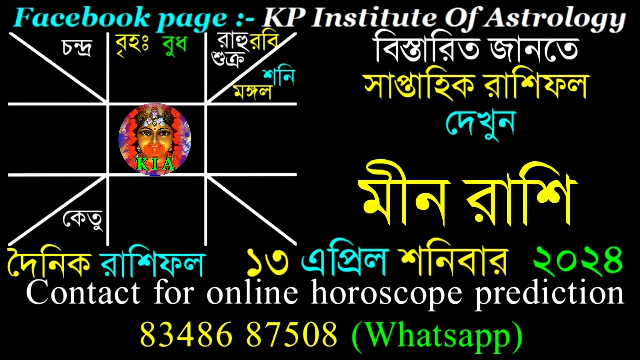 Facebook page :- KP Institute Of Astrology
চন্দ্র
বৃহঃ বুধ
রাহু রবি
শুক্র
শনি
মঙ্গল
বিস্তারিত জানতে
সাপ্তাহিক রাশিফল
দেখুন
KIA
মীন রাশি
কেতু
দৈনিক রাশিফল ১৩ এপ্রিল শনিবার ২০২৪
Contact for online horoscope prediction
83486 87508 (Whatsapp)